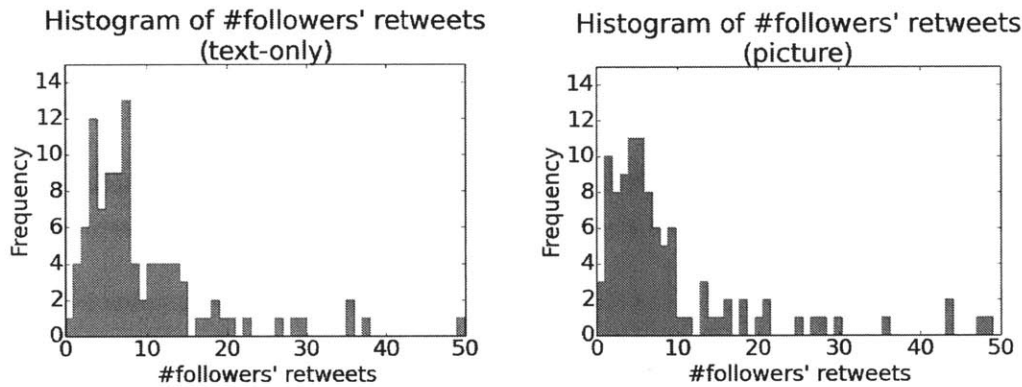 Histogram of #followers' retweets
(text-only)
14
12
10
8
6
4
2
0
Frequency
0 10 20 30 40 50
#followers' retweets
Histogram of #followers' retweets
(picture)
14
12
10
8
6
4
2
0
Frequency
0 10 20 30 40 50
#followers' retweets